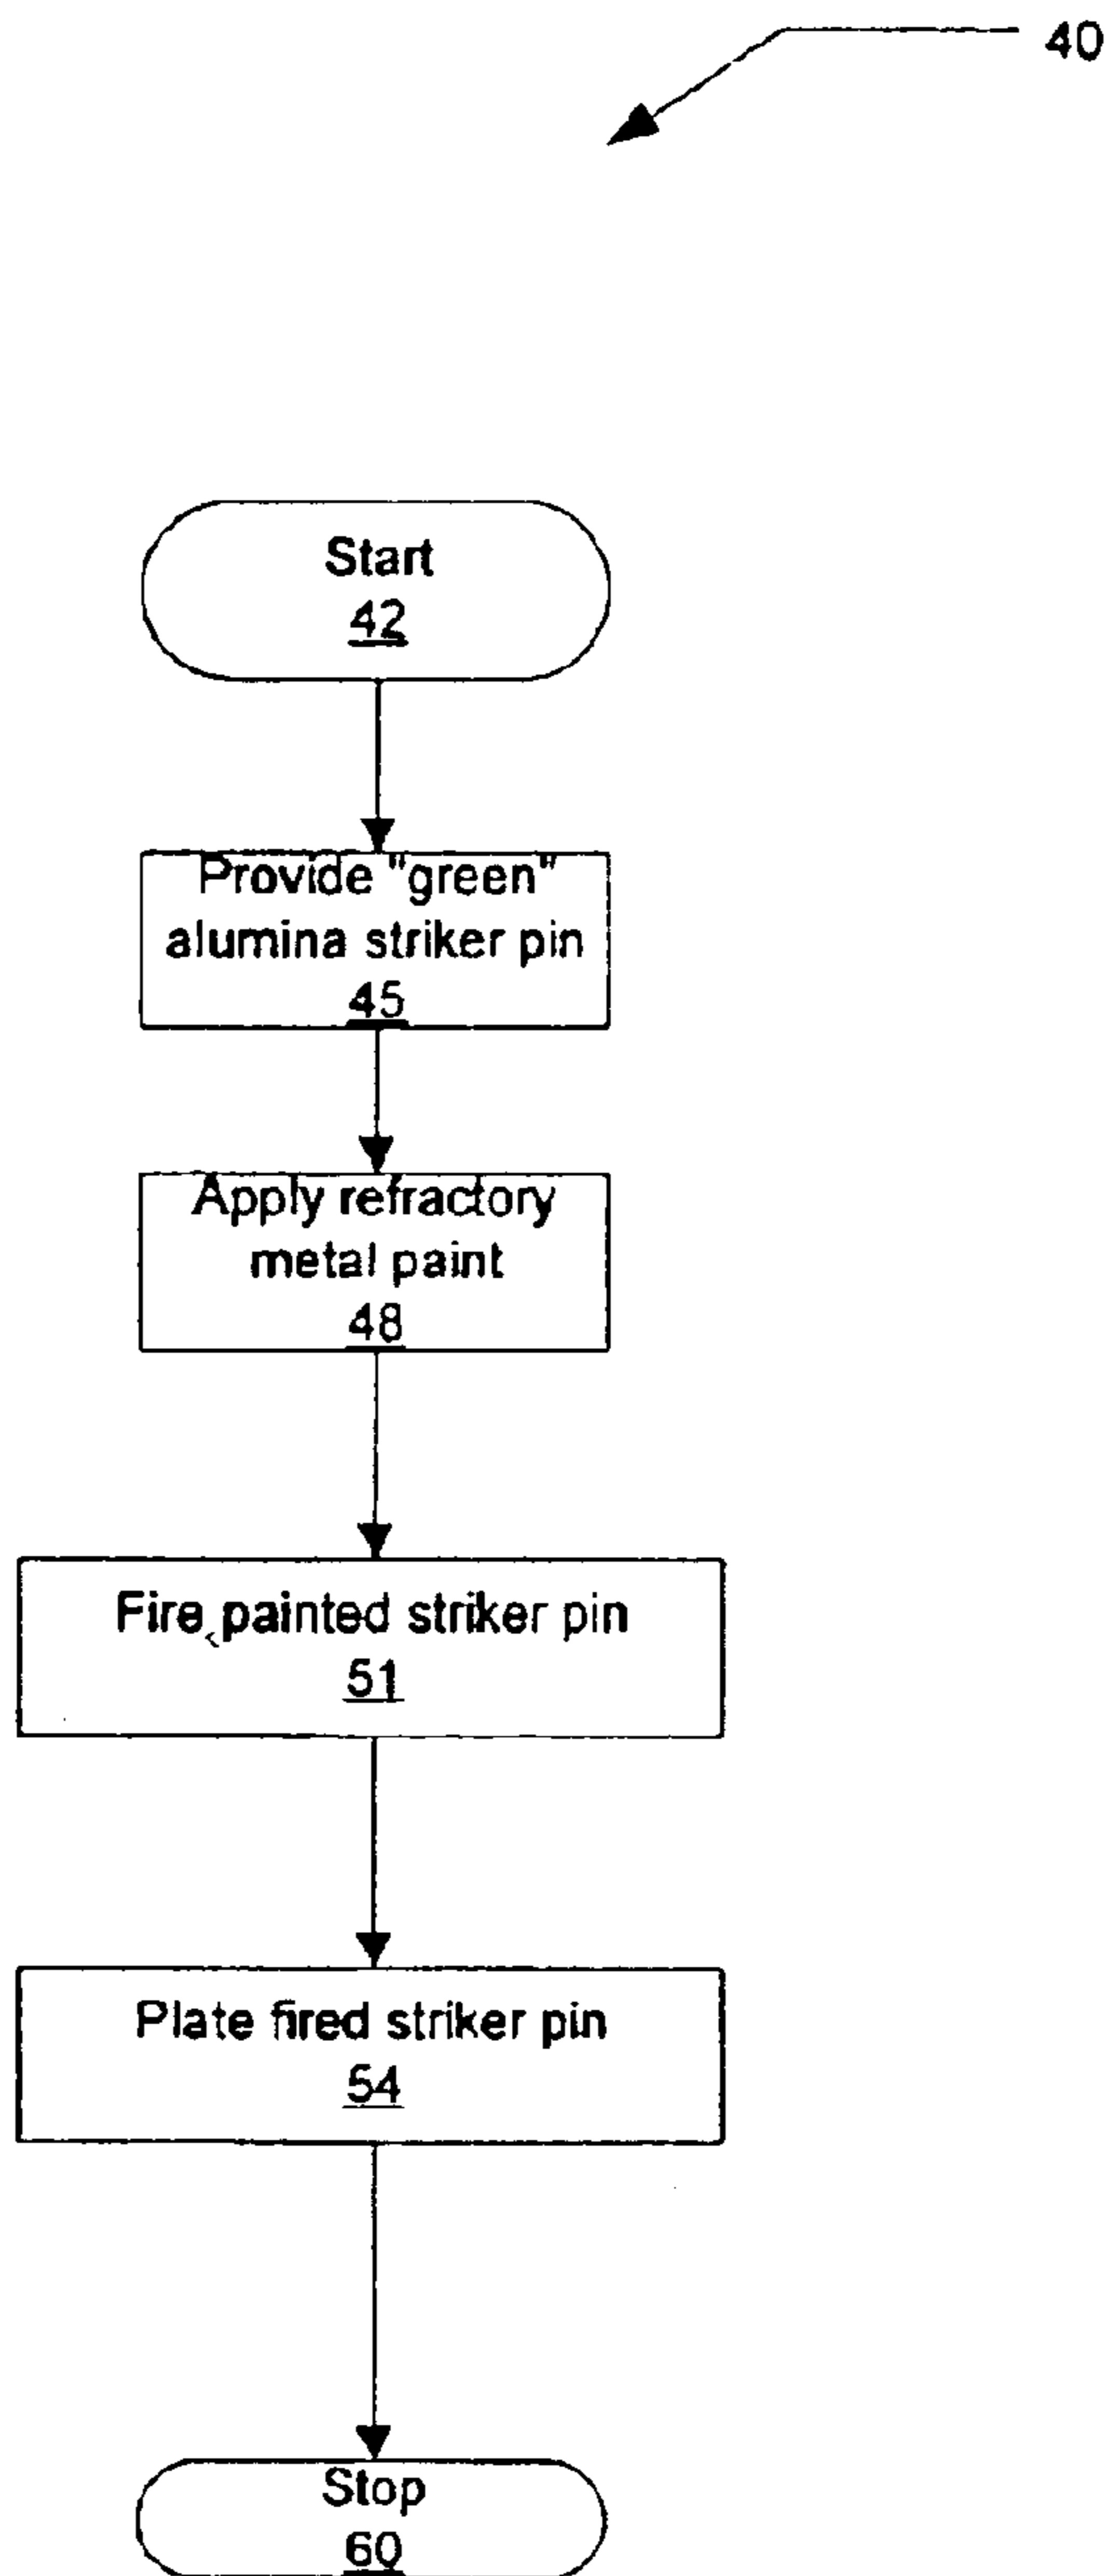 40
Start
42
Provide "green"
alumina striker pin
45
Apply refractory
metal paint
48
Fire painted striker pin
51
Plate fired striker pin
54
Stop
60